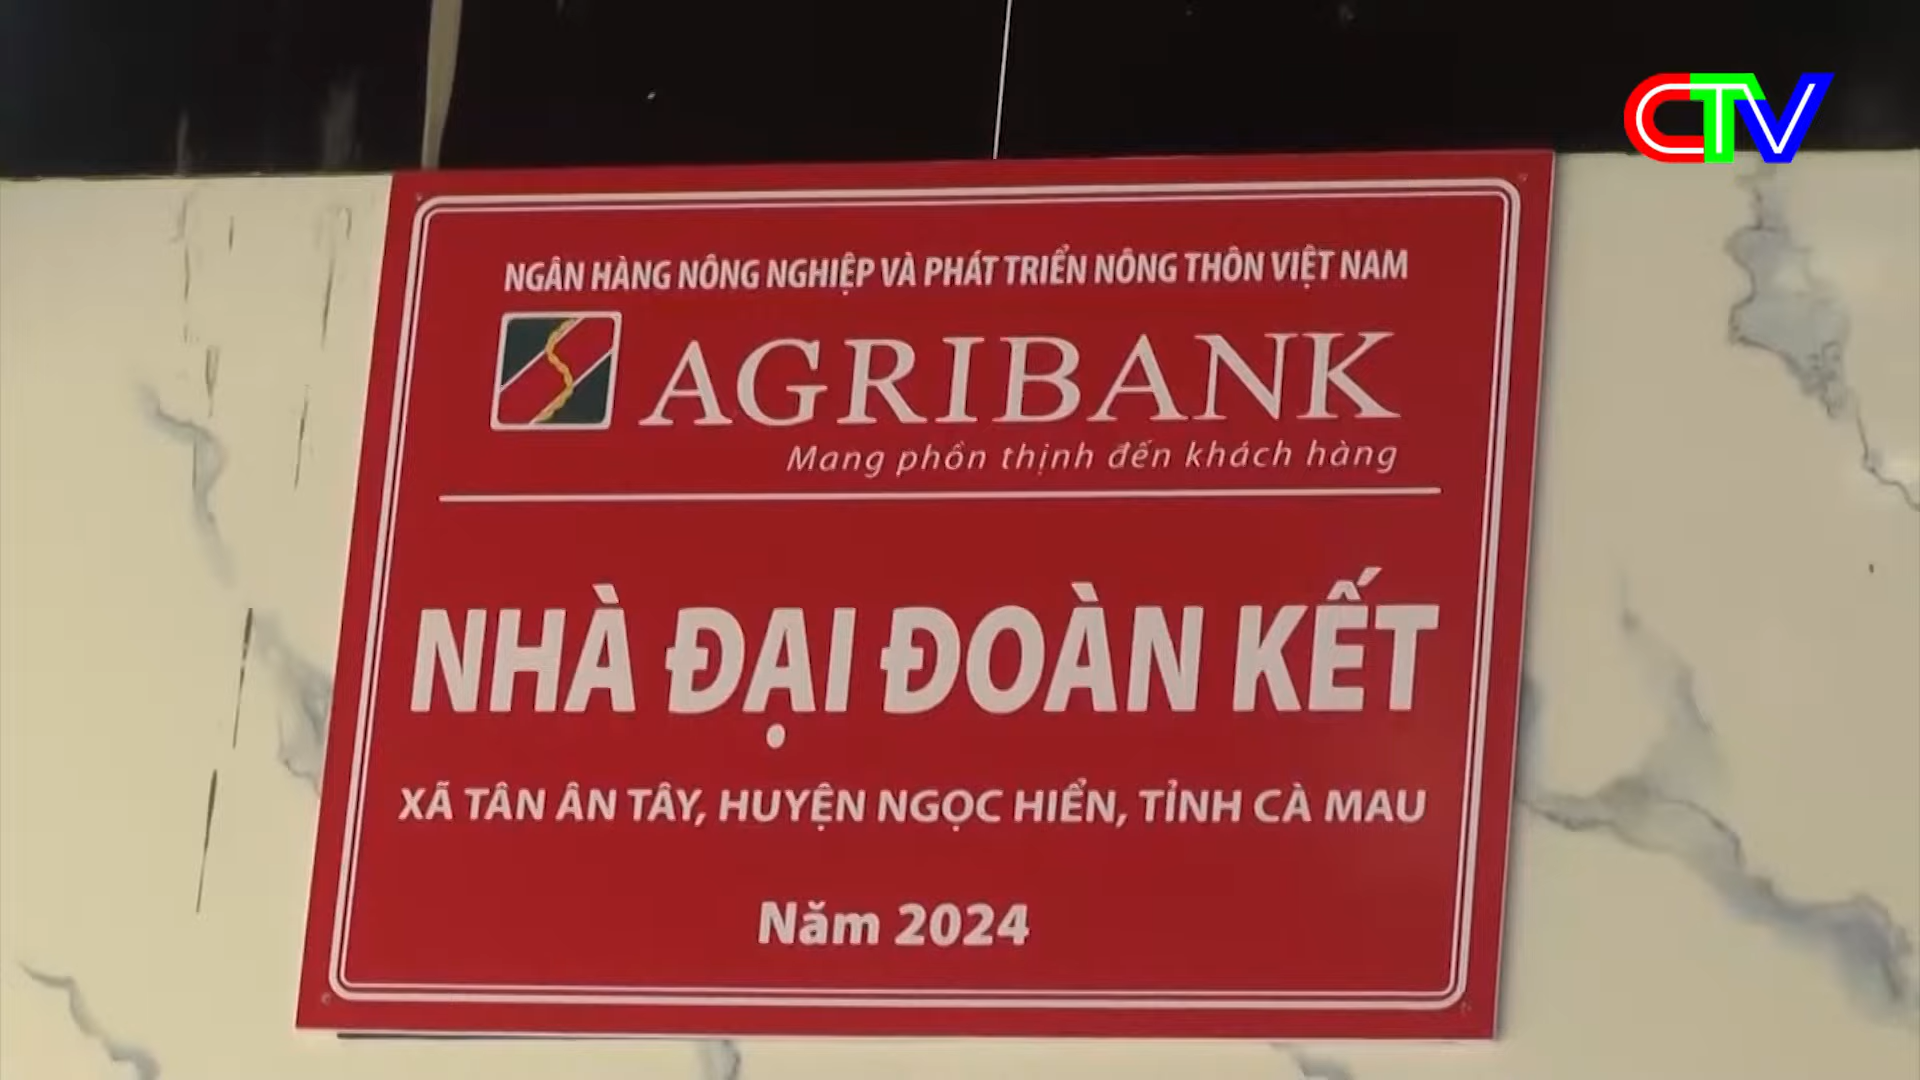 CTV
NGÂN HÀNG NÔNG NGHIỆP VÀ PHÁT TRIỂN NÔNG THÔN VIỆT NAM
AGRIBANK
Mang phồn thịnh đến khách hàng
NHÀ ĐẠI ĐOÀN KẾT
XÃ TÂN ÂN TÂY, HUYỆN NGỌC HIỂN, TỈNH CÀ MAU
Năm 2024